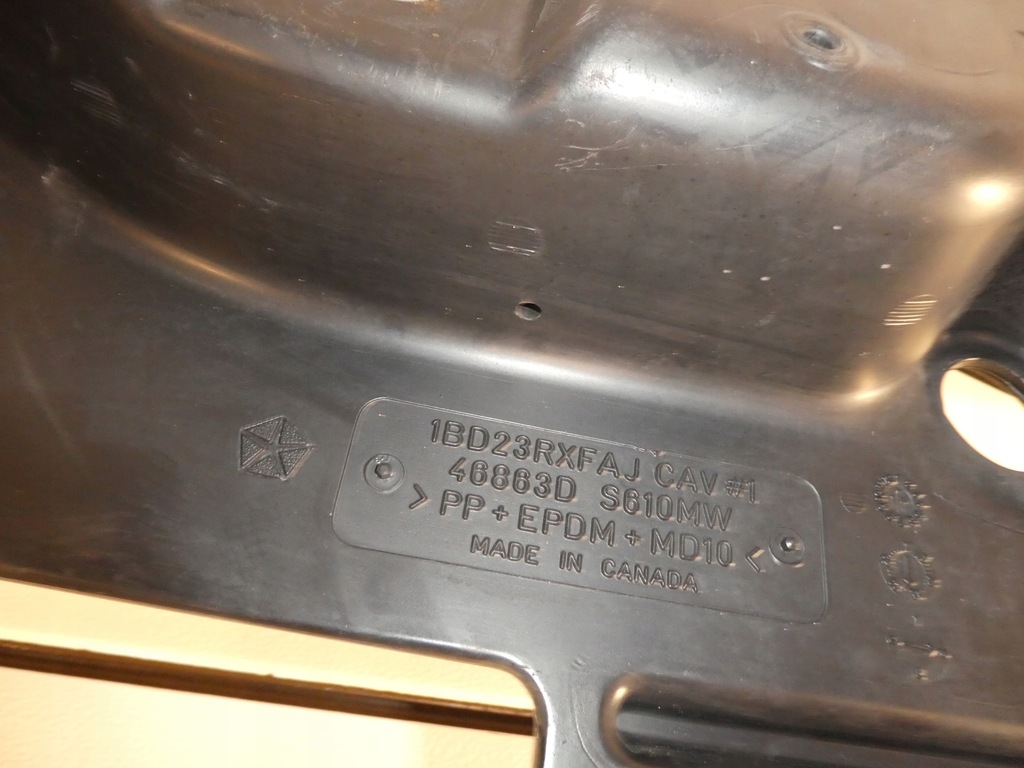 1BD23RXFAJ CAV #1
46863D S610MW
> PP + EPDM + MD10 <
MADE IN CANADA